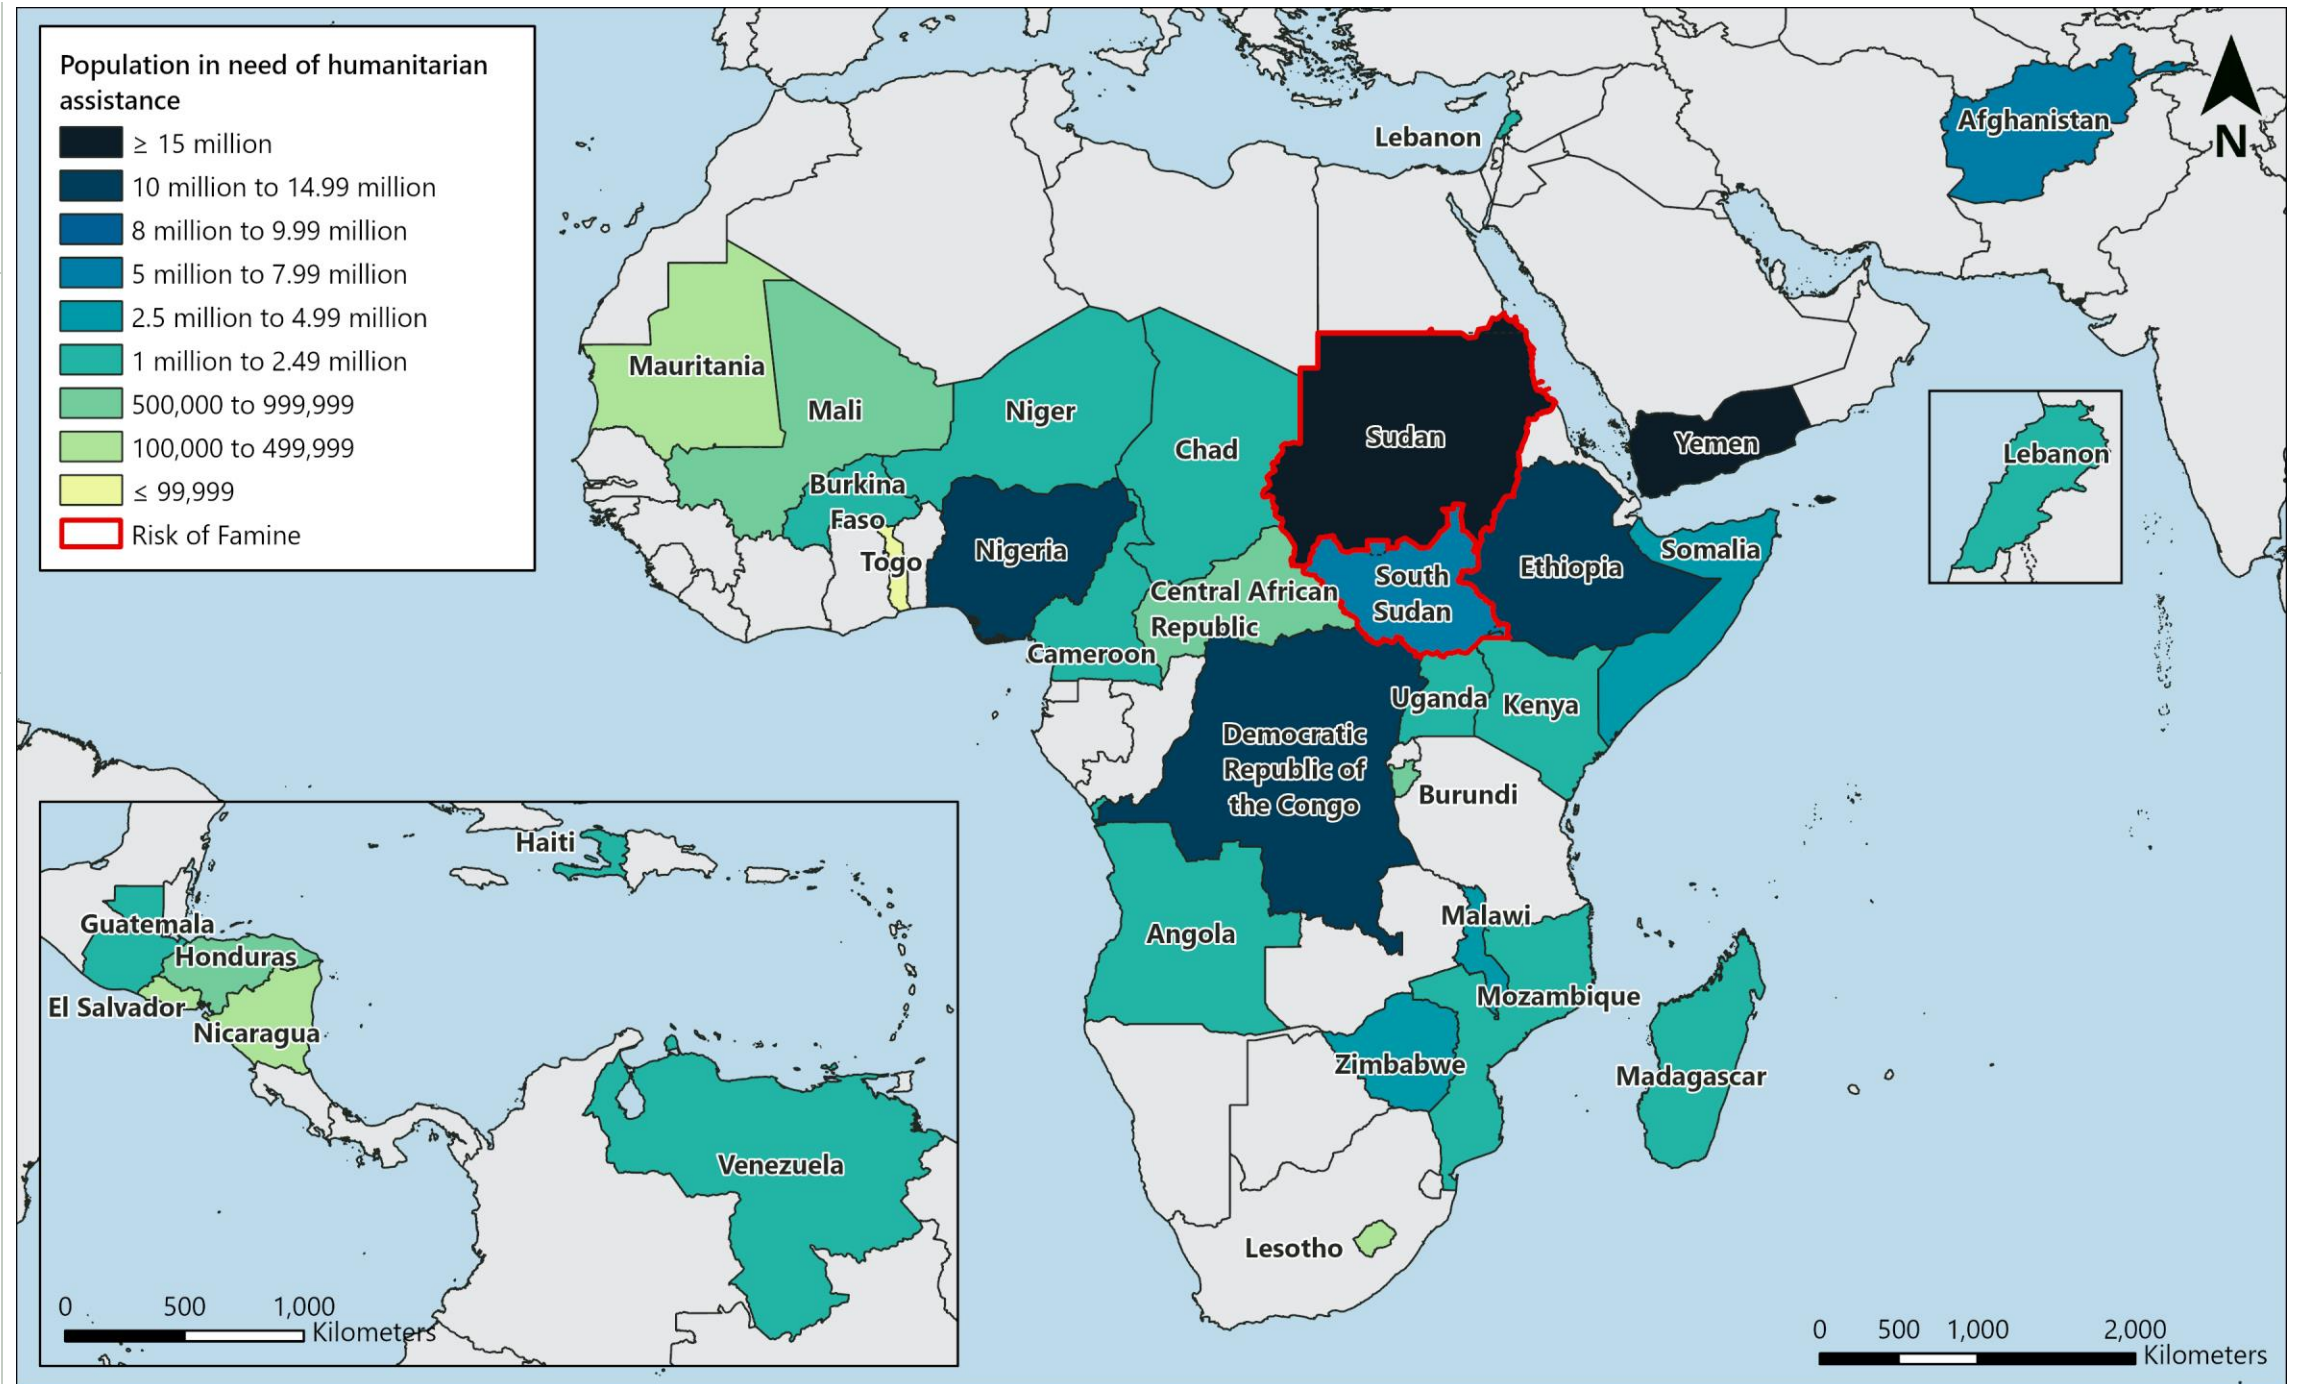 Population in need of humanitarian
assistance
≥ 15 million
10 million to 14.99 million
8 million to 9.99 million
5 million to 7.99 million
2.5 million to 4.99 million
1 million to 2.49 million
500,000 to 999,999
100,000 to 499,999
≤ 99,999
Risk of Famine
Lebanon
Afghanistan
N
Mauritania
Mali
Niger
Chad
Sudan
Yemen
Lebanon
Burkina
Faso
Togo
Nigeria
Central African
Republic
South
Sudan
Ethiopia
Somalia
Cameroon
Uganda
Kenya
Democratic
Republic of
the Congo
Burundi
Angola
Malawi
Mozambique
Zimbabwe
Madagascar
Lesotho
Haiti
Guatemala
Honduras
El Salvador
Nicaragua
Venezuela
0 500 1,000
Kilometers
0 500 1,000 2,000
Kilometers